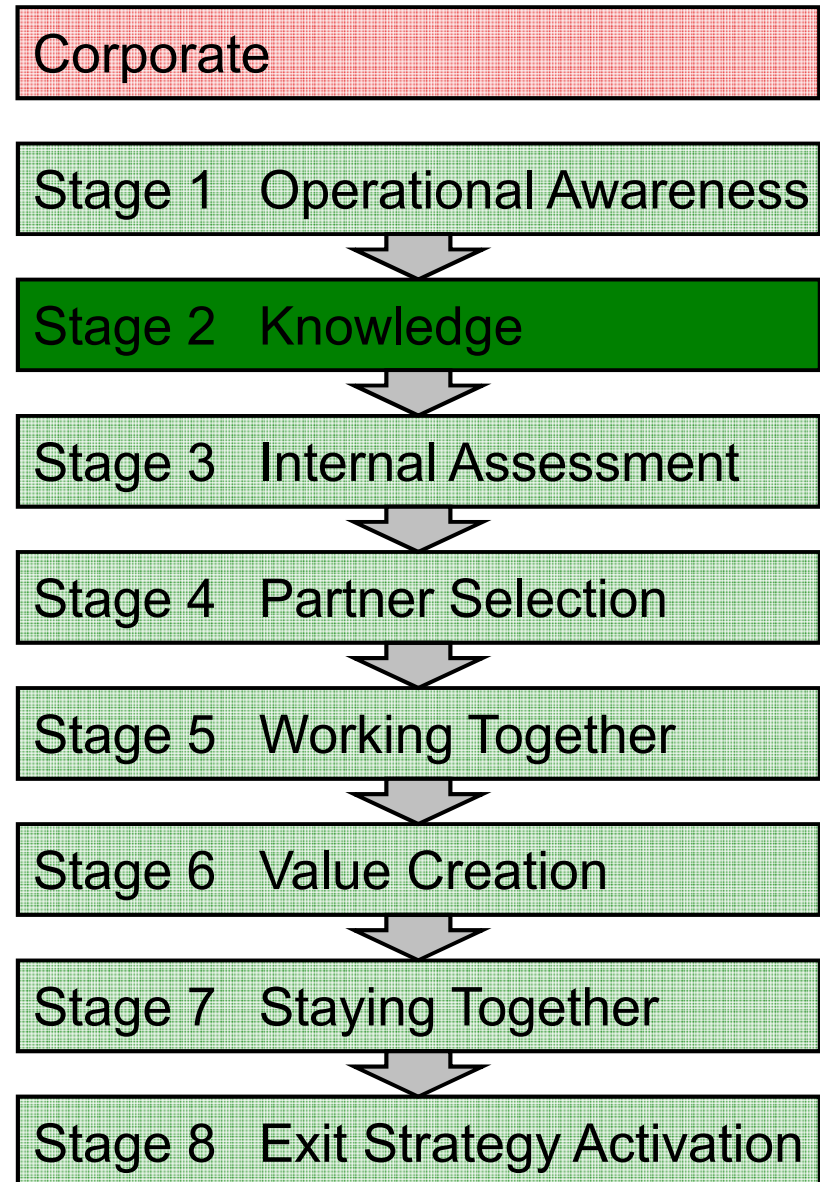 Corporate
Stage 1 Operational Awareness
Stage 2 Knowledge
Stage 3 Internal Assessment
Stage 4 Partner Selection
Stage 5 Working Together
Stage 6 Value Creation
Stage 7 Staying Together
Stage 8 Exit Strategy Activation